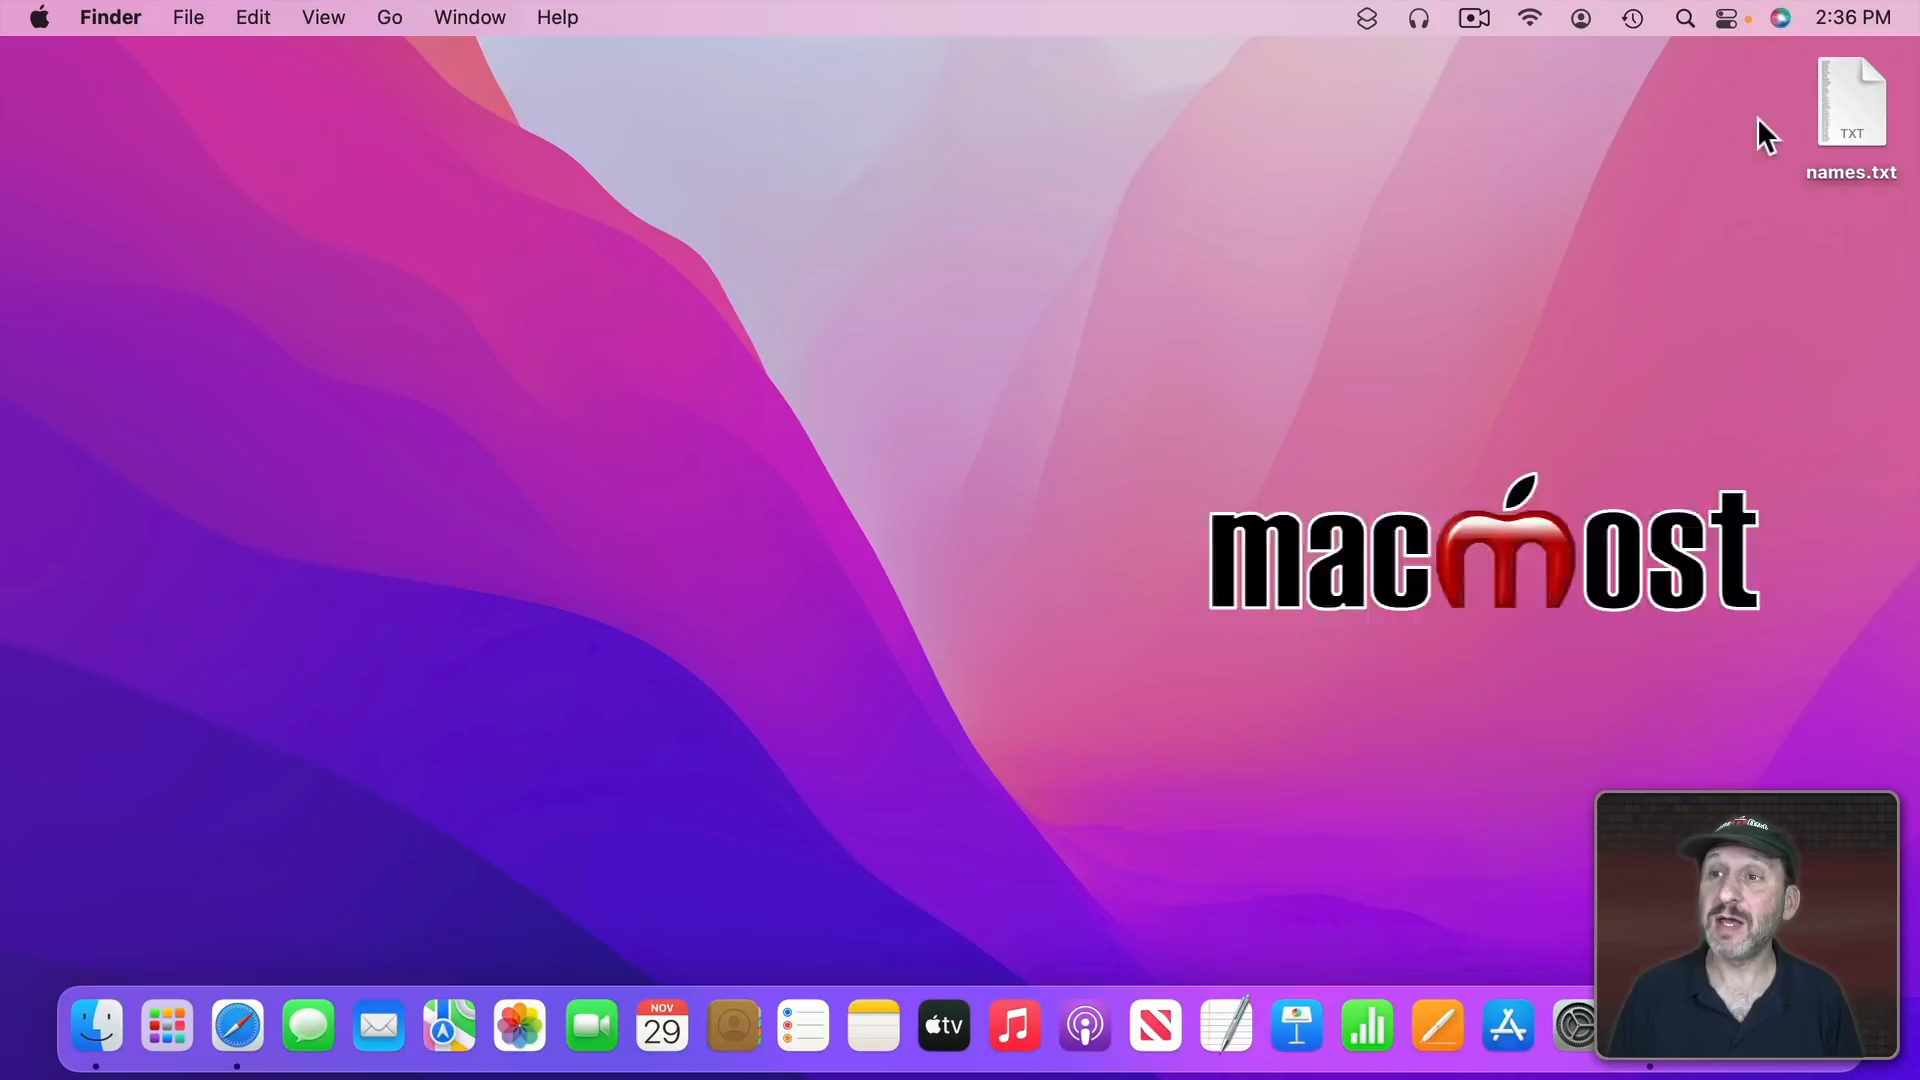 Finder File Edit View Go Window Help 2:36 PM
TXT
names.txt
macmost
NOV
29
tv